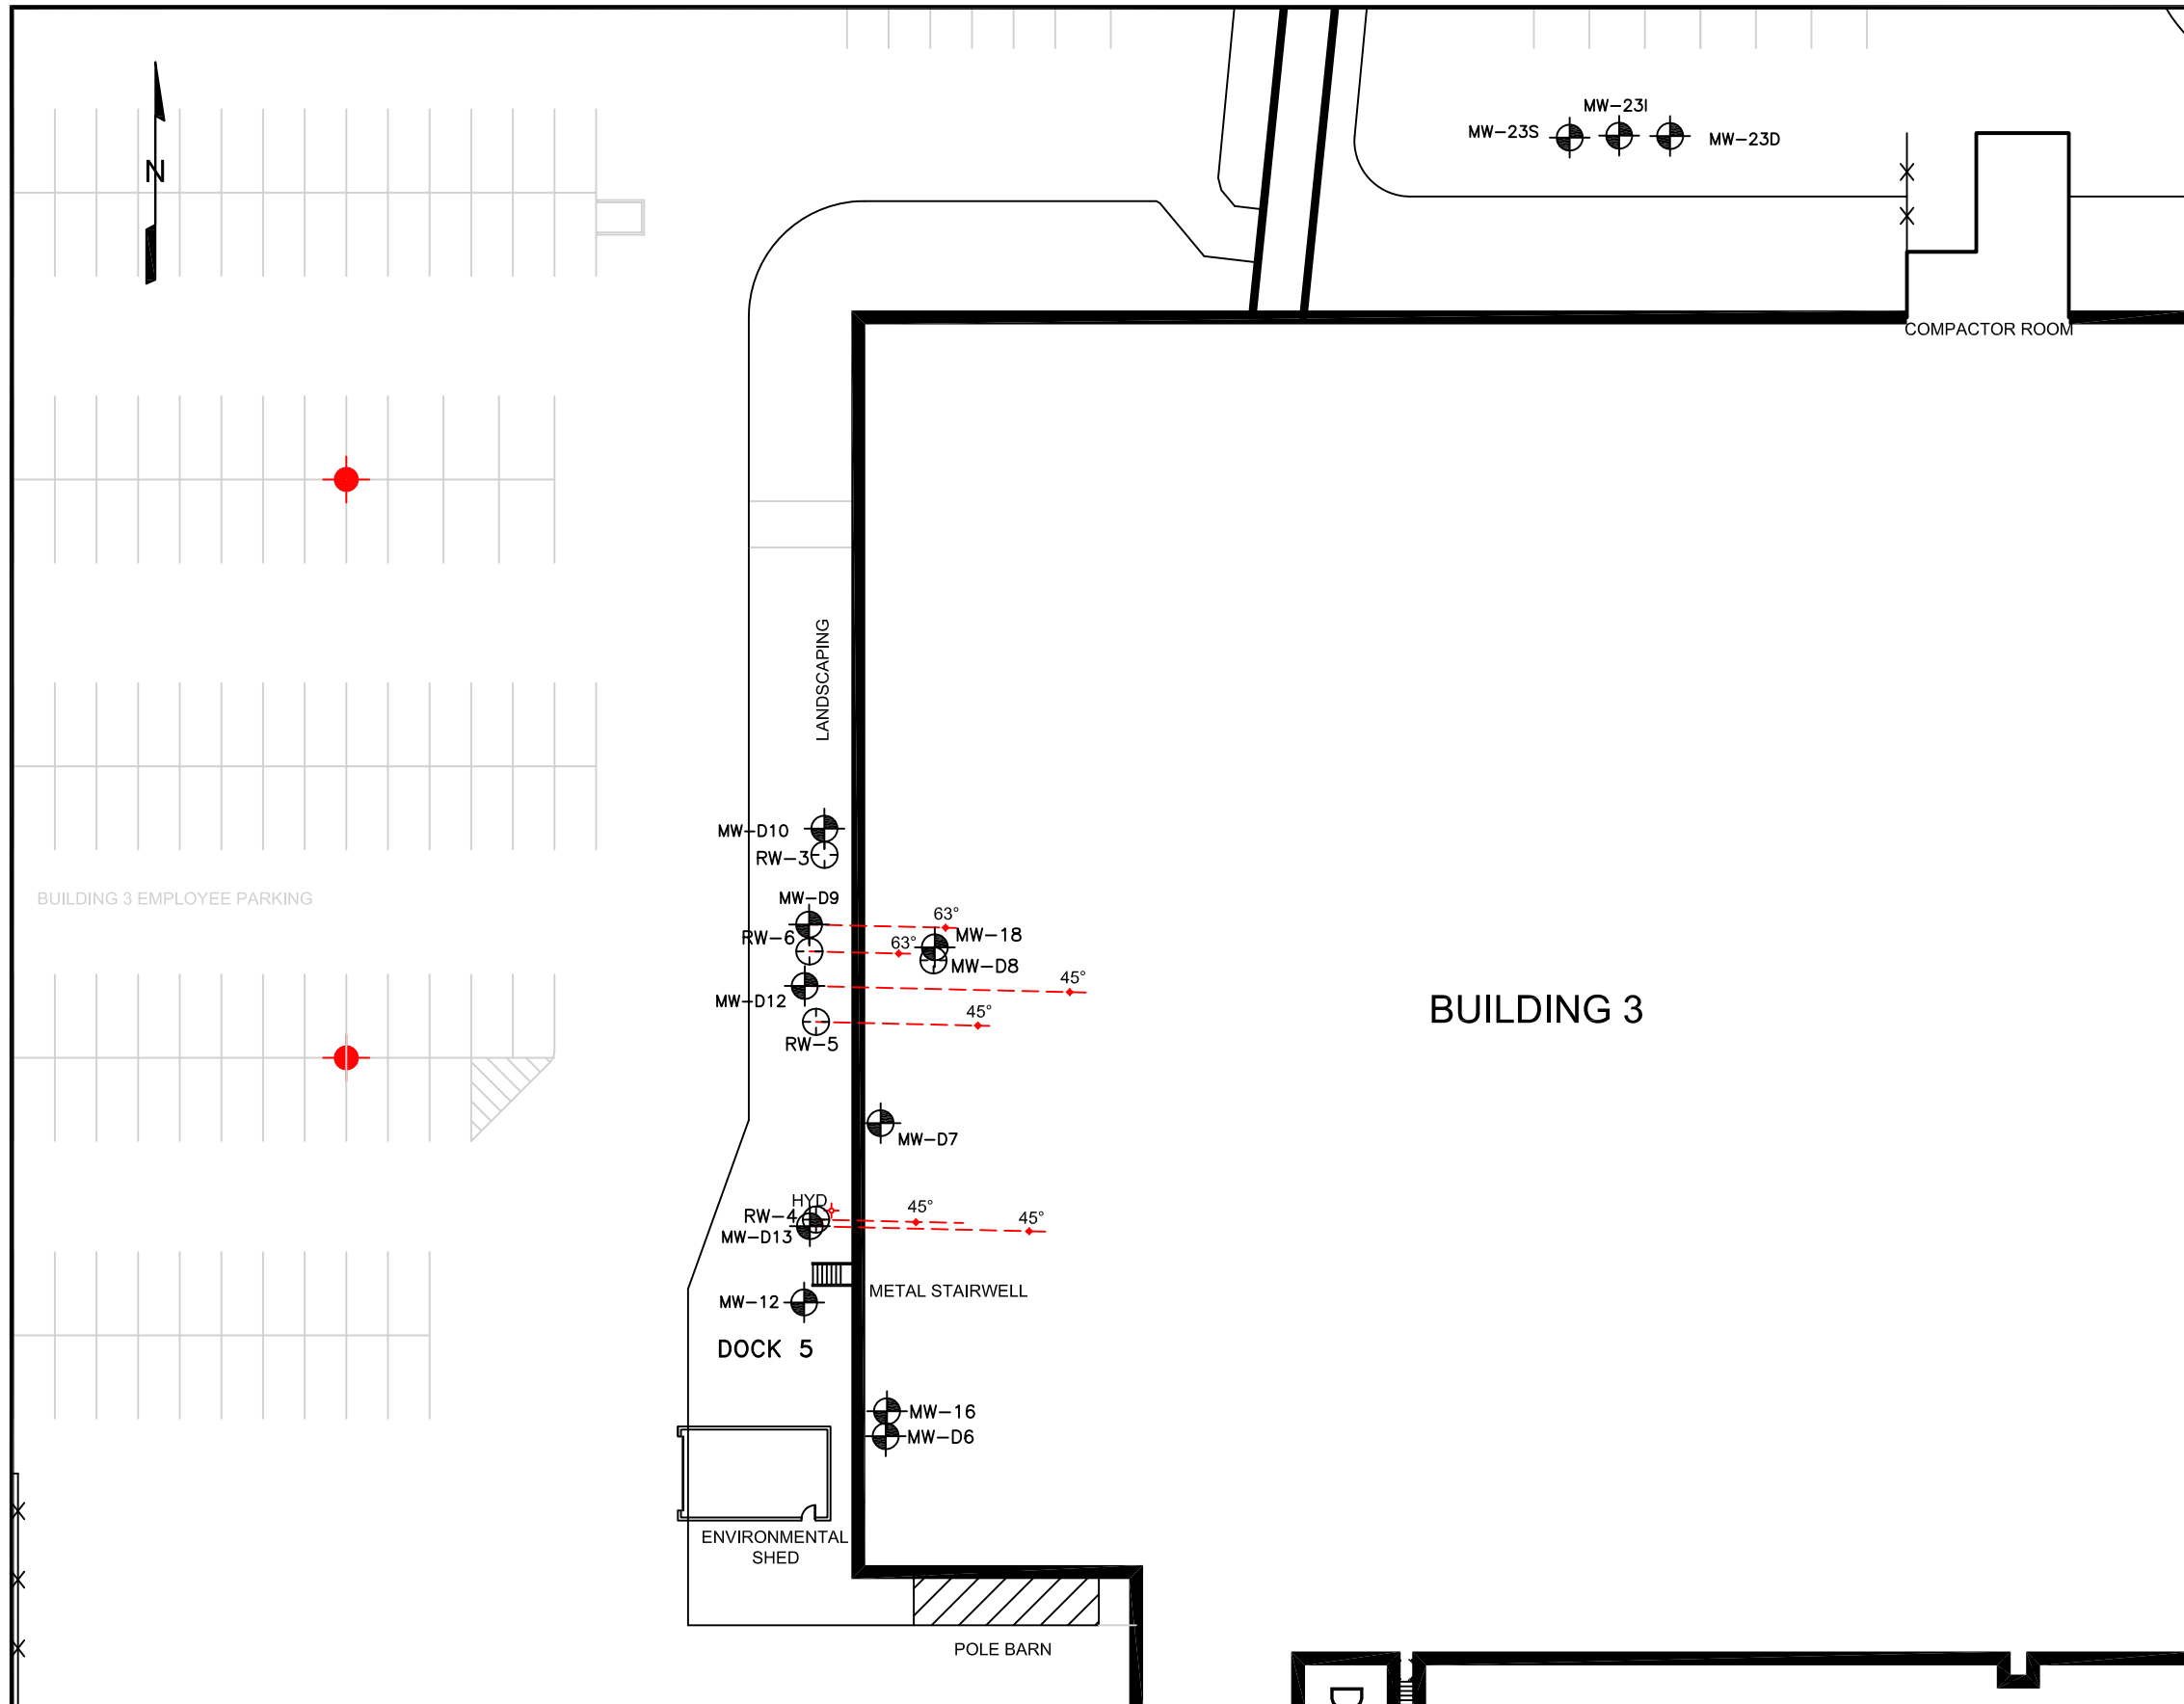 MW-23I
MW-23S
MW-23D
N
COMPACTOR ROOM
LANDSCAPING
MW-D10
RW-3
BUILDING 3 EMPLOYEE PARKING
MW-D9
63°
RW-6
63°
MW-18
MW-D8
45°
MW-D12
45°
RW-5
BUILDING 3
MW-D7
HYD
RW-4
45°
45°
MW-D13
METAL STAIRWELL
MW-12
DOCK 5
MW-16
MW-D6
ENVIRONMENTAL
SHED
POLE BARN